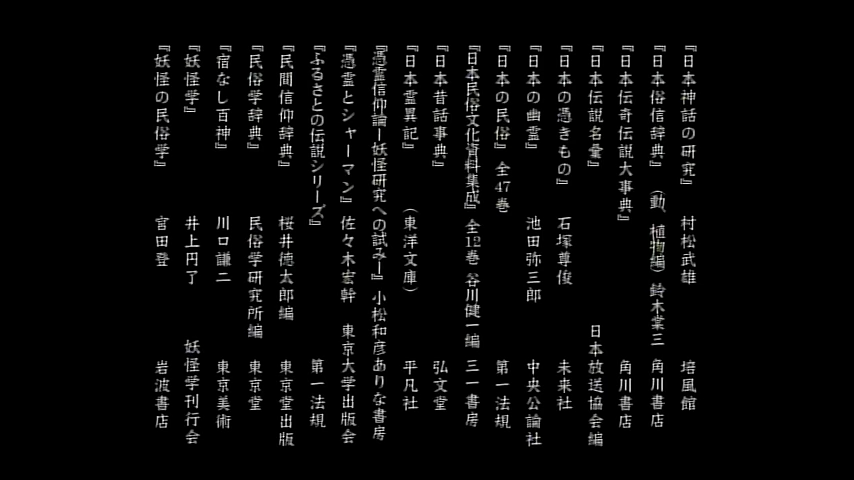 『日本神話の研究』 村松武雄 培風館
『日本俗信辞典』(動、植物編)鈴木棠三 角川書店
『日本伝奇伝説大事典』 角川書店
『日本伝説名彙』 日本放送協会編
『日本の憑きもの』 石塚尊俊 未来社
『日本の幽霊』 池田弥三郎 中央公論社
『日本の民俗』全47巻 第一法規
『日本民俗文化資料集成』全12巻 谷川健一編 三一書房
『日本昔話事典』 弘文堂
『日本霊異記』 (東洋文庫) 平凡社
『憑霊信仰論ー妖怪研究への試みー』小松和彦ありな書房
『憑霊とシャーマン』佐々木宏幹 東京大学出版会
『ふるさとの伝説シリーズ』 第一法規
『民間信仰辞典』 桜井徳太郎編 東京堂出版
『民俗学辞典』 民俗学研究所編 東京堂
『宿なし百神』 川口謙二 東京美術
『妖怪学』 井上円了 妖怪学刊行会
『妖怪の民俗学』 宮田登 岩波書店